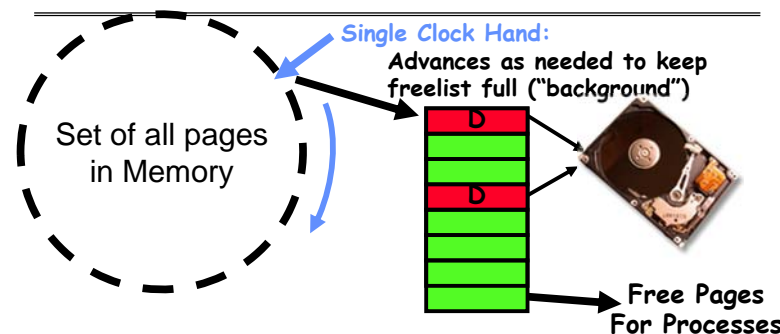 Single Clock Hand:
Advances as needed to keep
freelist full (“background”)
Set of all pages
in Memory
D
D
Free Pages
For Processes